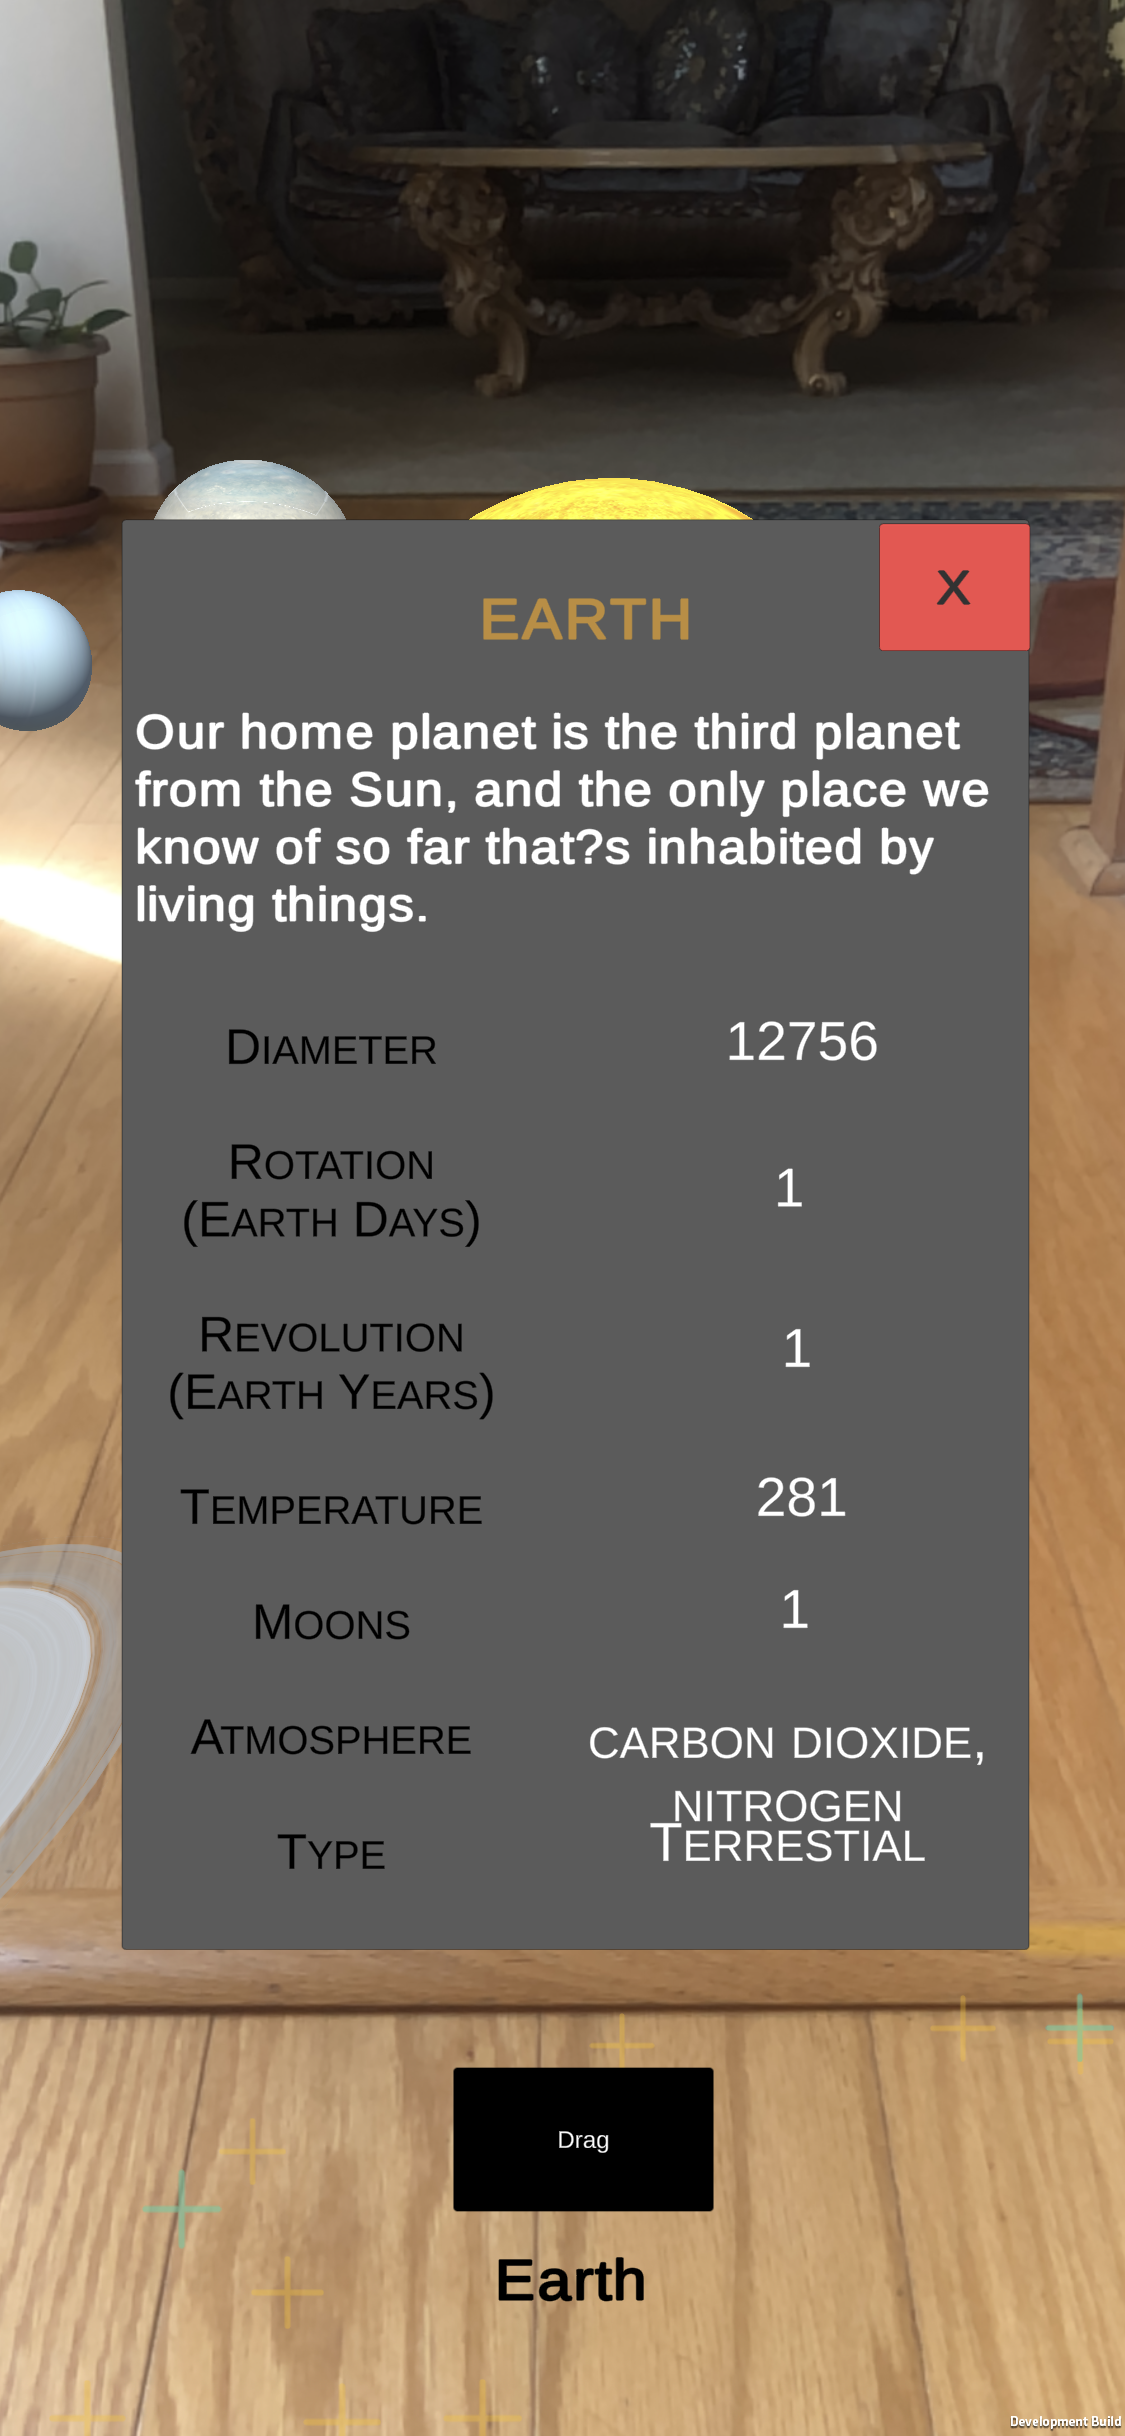 X
EARTH
Our home planet is the third planet
from the Sun, and the only place we
know of so far that?s inhabited by
living things.
DIAMETER 12756
ROTATION
(EARTH DAYS) 1
REVOLUTION
(EARTH YEARS) 1
TEMPERATURE 281
MOONS 1
ATMOSPHERE CARBON DIOXIDE,
NITROGEN
TYPE TERRESTIAL
Drag
Earth
Development Build